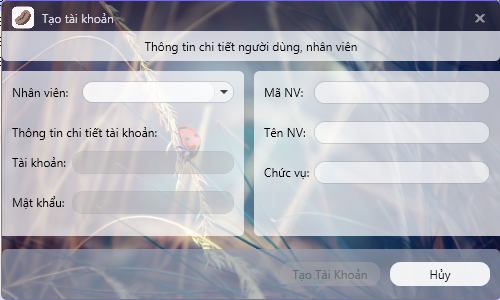 Tạo tài khoản
Thông tin chi tiết người dùng, nhân viên
Nhân viên:
Thông tin chi tiết tài khoản:
Tài khoản:
Mật khẩu:
Mã NV:
Tên NV:
Chức vụ:
Tạo Tài Khoản
Hủy